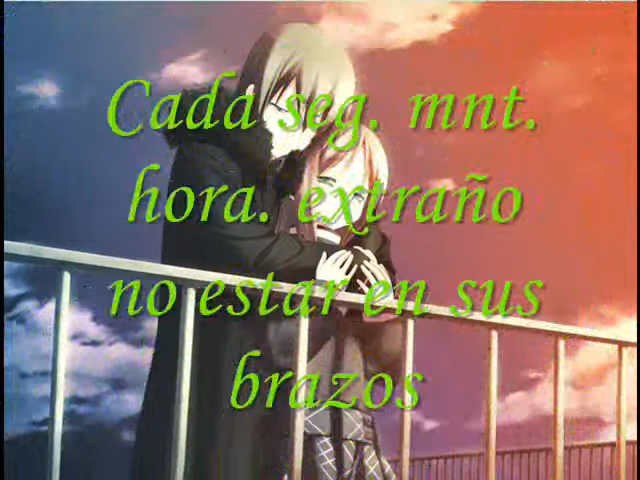 Cada seg. mnt.
hora. extraño
no estar en sus
brazos